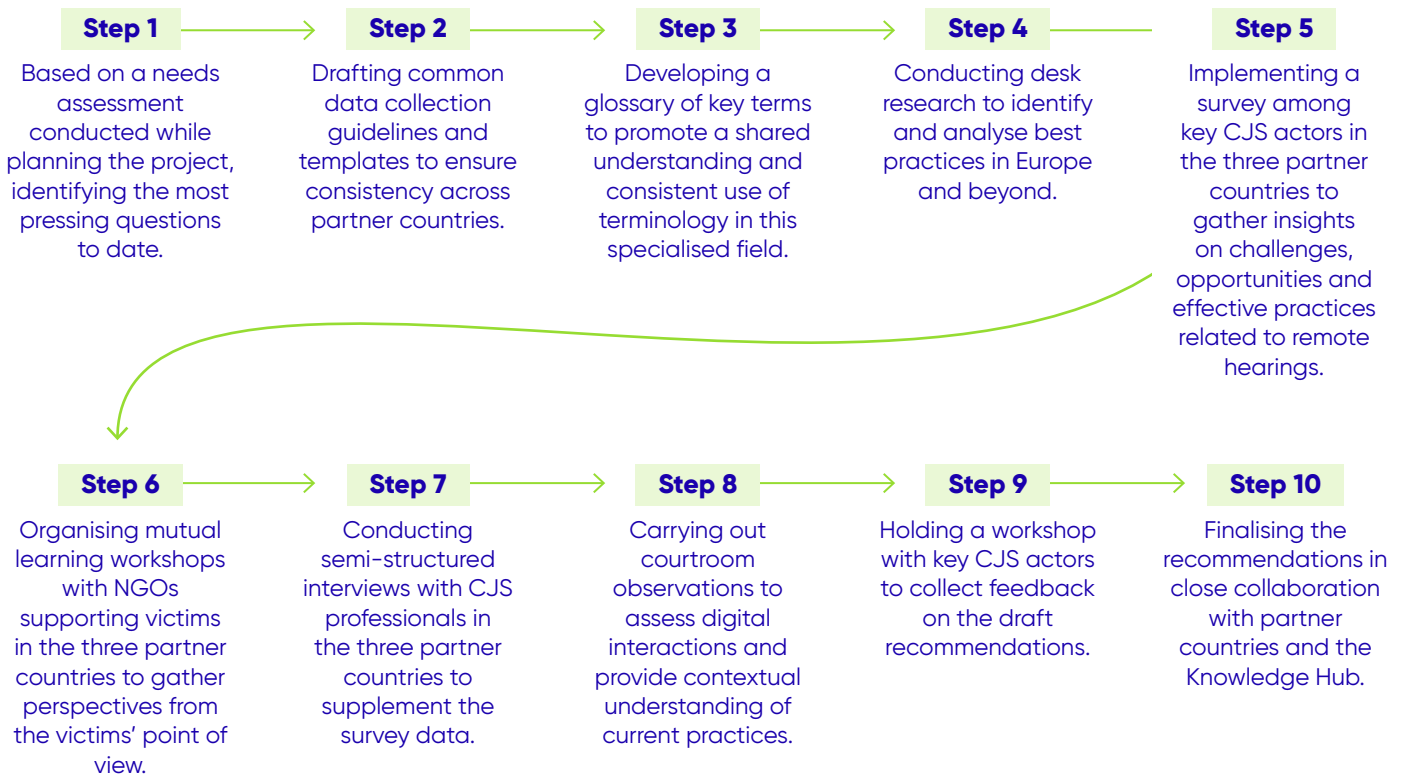 Step 1
Based on a needs
assessment
conducted while
planning the project,
identifying the most
pressing questions
to date.
Step 2
Drafting common
data collection
guidelines and
templates to ensure
consistency across
partner countries.
Step 3
Developing a
glossary of key terms
to promote a shared
understanding and
consistent use of
terminology in this
specialised field.
Step 4
Conducting desk
research to identify
and analyse best
practices in Europe
and beyond.
Step 5
Implementing a
survey among
key CJS actors in
the three partner
countries to
gather insights
on challenges,
opportunities and
effective practices
related to remote
hearings.
Step 6
Organising mutual
learning workshops
with NGOs
supporting victims
in the three partner
countries to gather
perspectives from
the victims’ point of
view.
Step 7
Conducting
semi-structured
interviews with CJS
professionals in
the three partner
countries to
supplement the
survey data.
Step 8
Carrying out
courtroom
observations to
assess digital
interactions and
provide contextual
understanding of
current practices.
Step 9
Holding a workshop
with key CJS actors
to collect feedback
on the draft
recommendations.
Step 10
Finalising the
recommendations in
close collaboration
with partner
countries and the
Knowledge Hub.